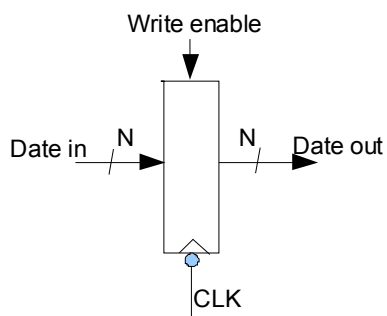 Write enable
Date in
N
N
Date out
CLK